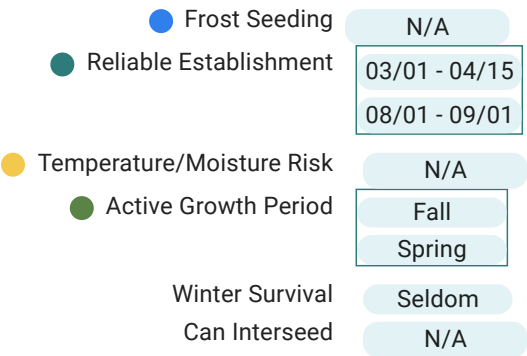 Frost Seeding N/A
Reliable Establishment 03/01 - 04/15
08/01 - 09/01
Temperature/Moisture Risk N/A
Active Growth Period Fall
Spring
Winter Survival Seldom
Can Interseed N/A